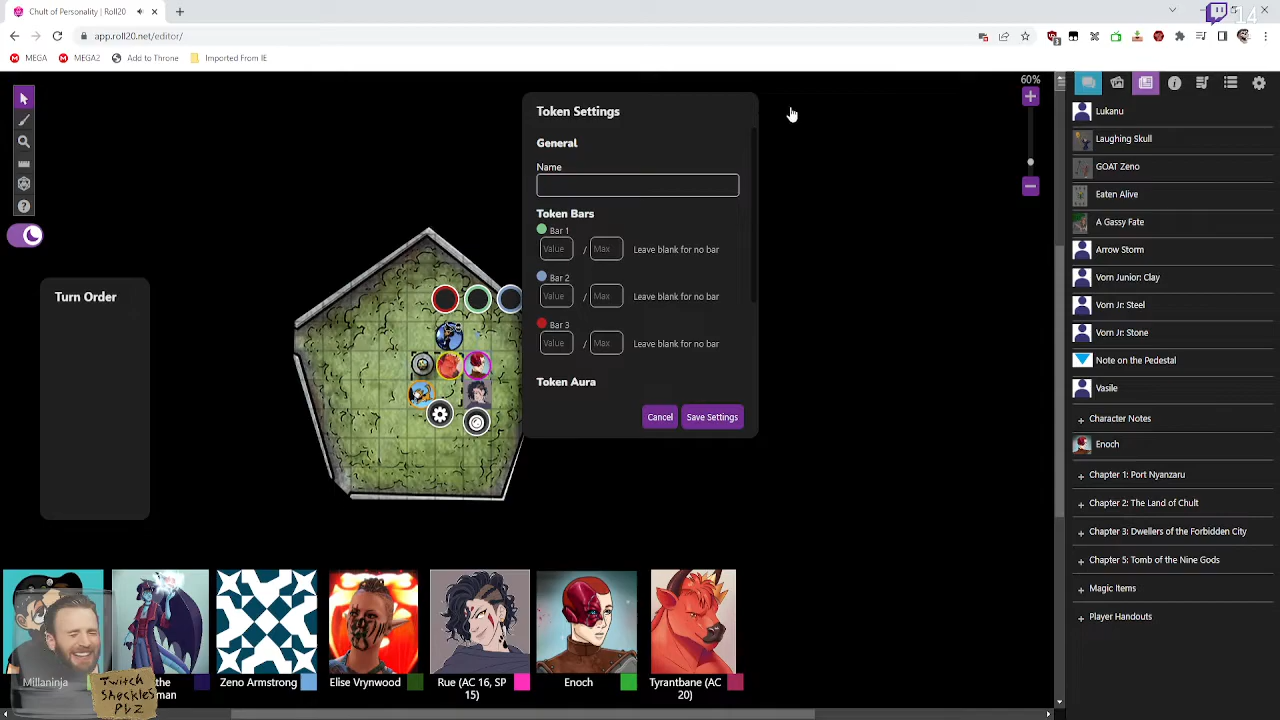 Chult of Personality | Roll20
14
app.roll20.net/editor/
3
MEGA
MEGA2
Add to Throne
Imported From IE
60%
Token Settings
General
Name
Token Bars
Bar 1
Value / Max Leave blank for no bar
Bar 2
Value / Max Leave blank for no bar
Bar 3
Value / Max Leave blank for no bar
Token Aura
Cancel
Save Settings
Turn Order
Lukanu
Laughing Skull
GOAT Zeno
Eaten Alive
A Gassy Fate
Arrow Storm
Vorn Junior: Clay
Vorn Jr: Steel
Vorn Jr: Stone
Note on the Pedestal
Vasile
Character Notes
Enoch
Chapter 1: Port Nyanzaru
Chapter 2: The Land of Chult
Chapter 3: Dwellers of the Forbidden City
Chapter 5: Tomb of the Nine Gods
Magic Items
Player Handouts
Millaninja
the
man
Zeno Armstrong
Elise Vrynwood
Rue (AC 16, SP
15)
Enoch
Tyrantbane (AC
20)
Twitch
Sheckles
Plz